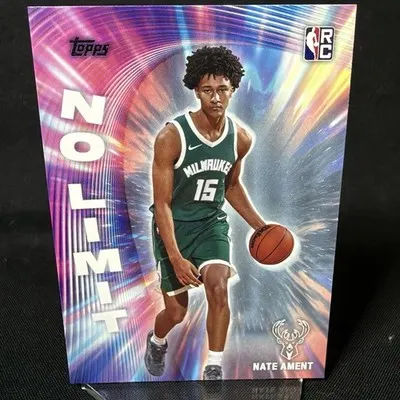 Topps
RC
NO LIMIT
MILWAUKEE
15
NATE AMENT